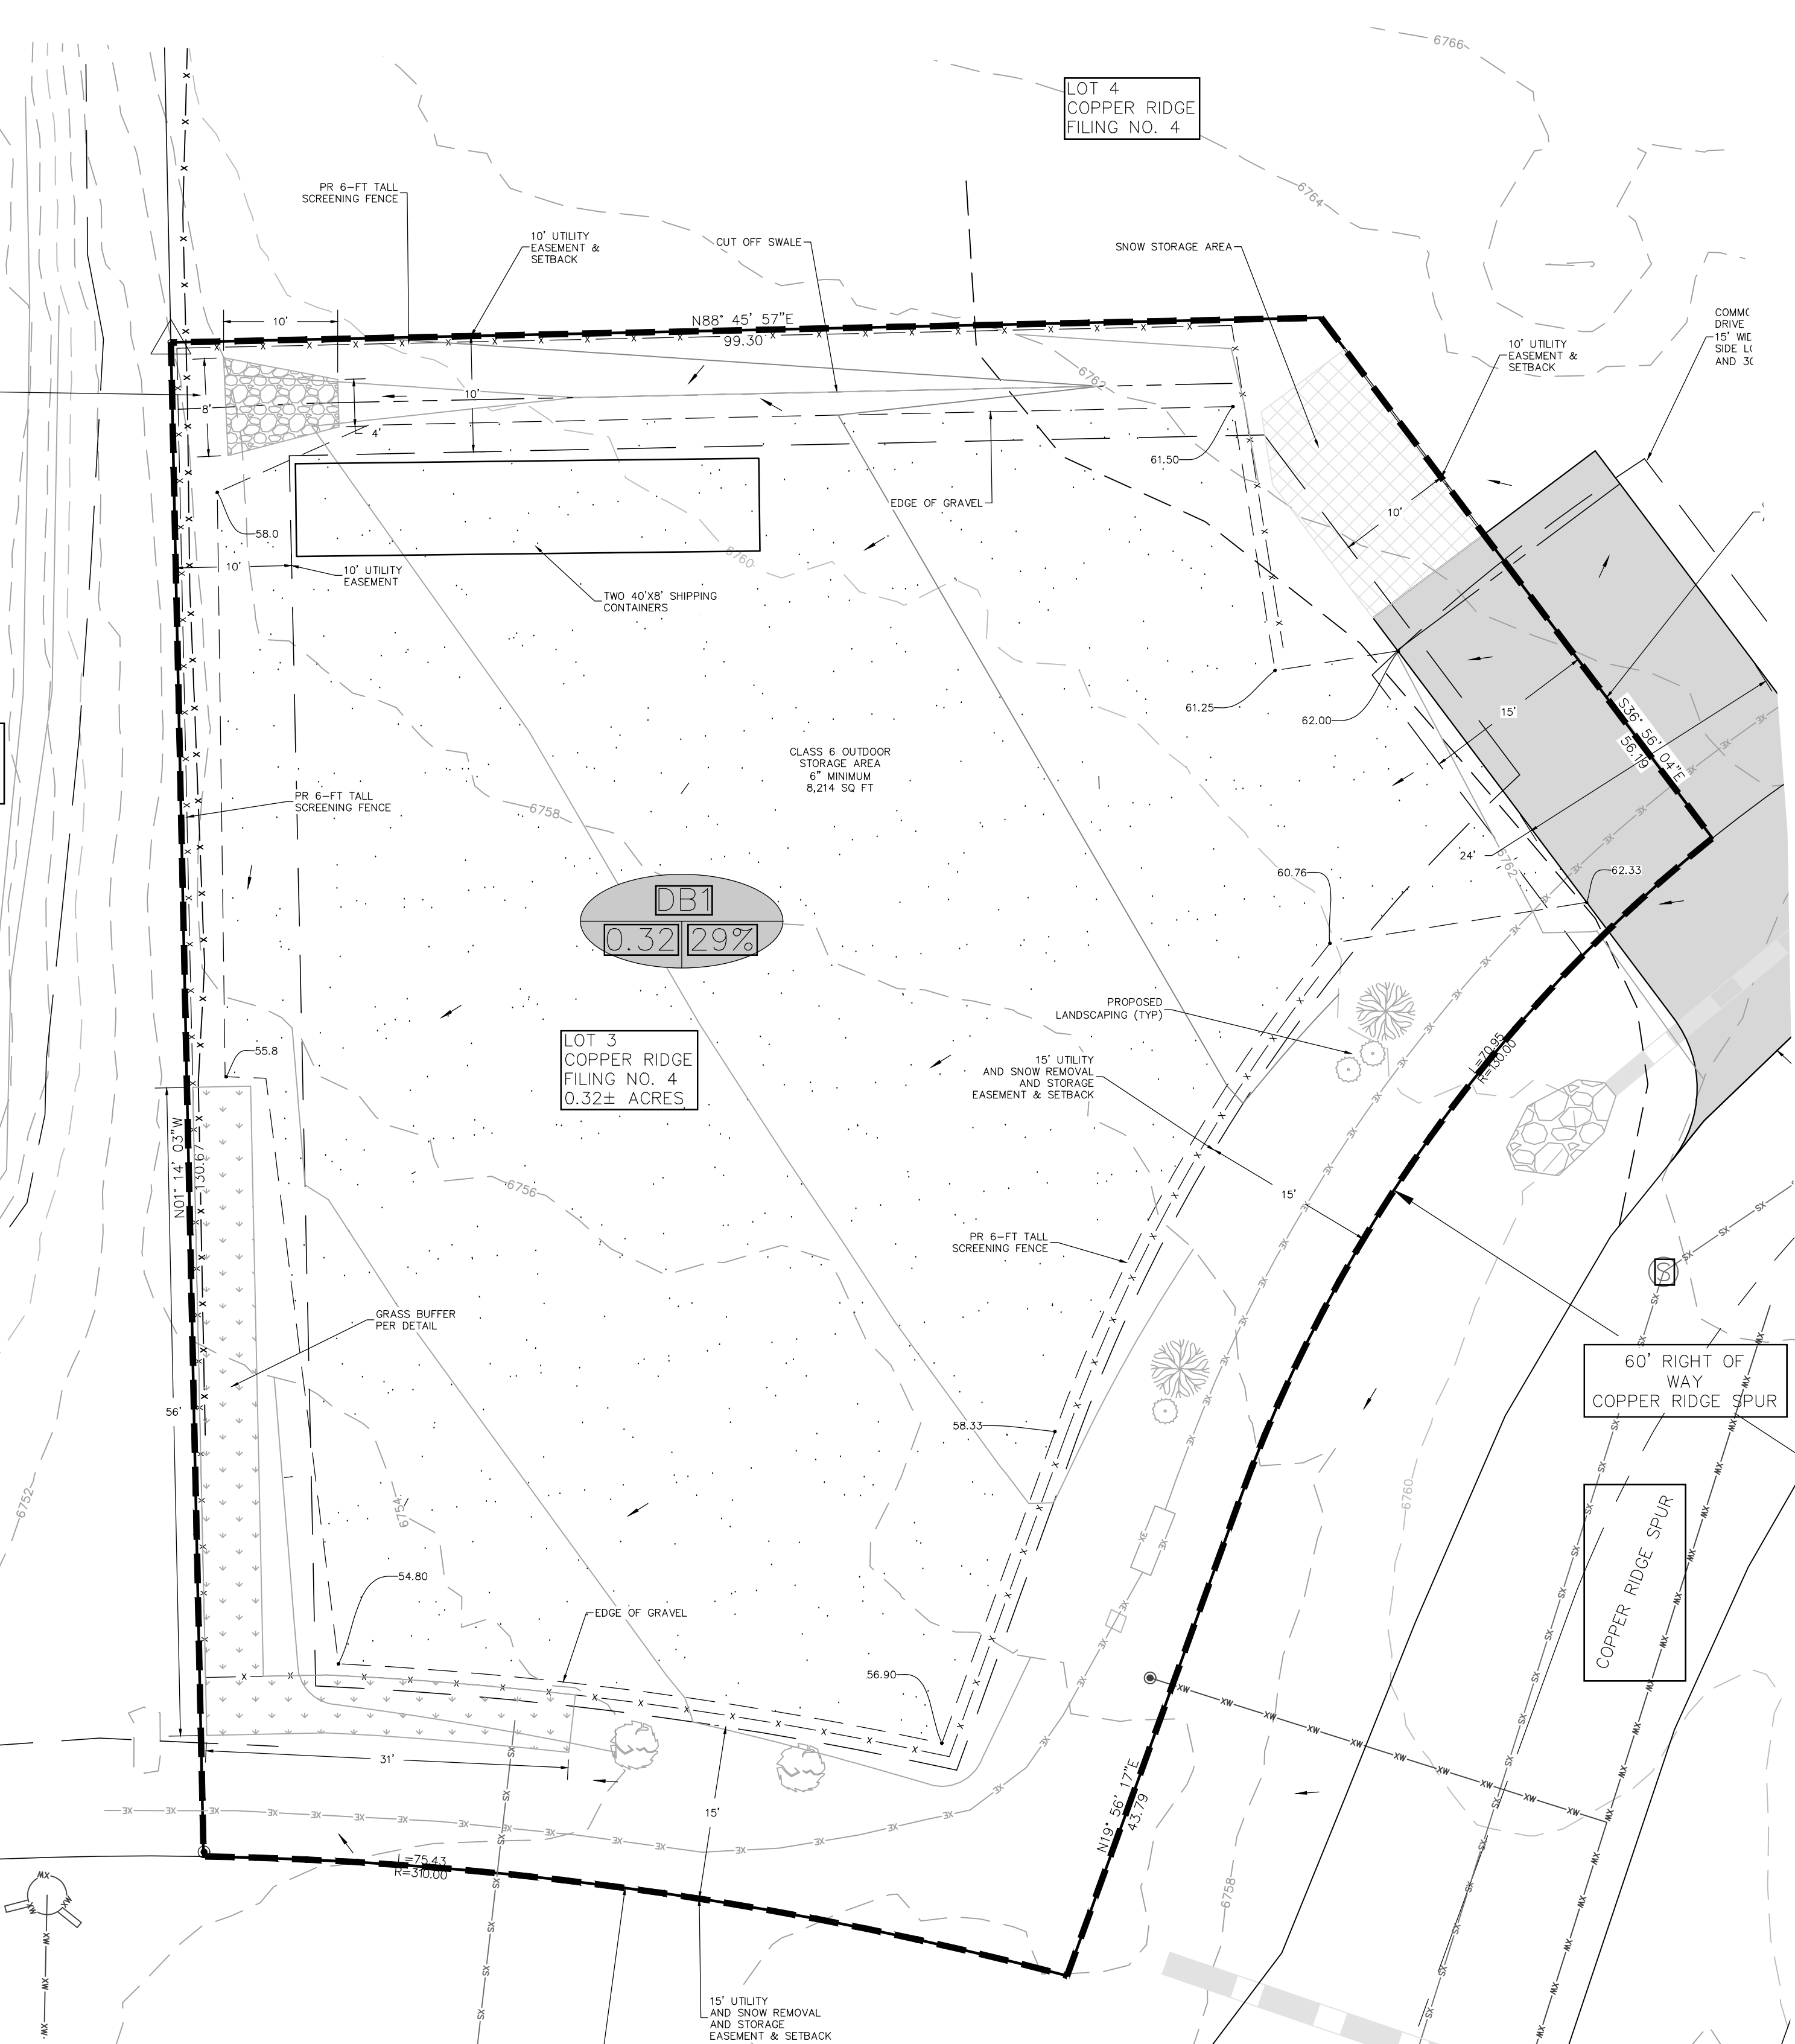 6766
LOT 4
COPPER RIDGE
FILING NO. 4
6764
PR 6-FT TALL
SCREENING FENCE
10' UTILITY
EASEMENT &
SETBACK
CUT OFF SWALE
SNOW STORAGE AREA
10'
N88° 45' 57"E
99.30
COMMO
DRIVE
15' WID
SIDE LO
AND 30
10' UTILITY
EASEMENT &
SETBACK
6762
8'
10'
4'
61.50
EDGE OF GRAVEL
10'
58.0
6760
10'
10' UTILITY
EASEMENT
TWO 40'X8' SHIPPING
CONTAINERS
61.25
62.00
15'
S36° 56' 04"E
56.19
CLASS 6 OUTDOOR
STORAGE AREA
6" MINIMUM
8,214 SQ FT
PR 6-FT TALL
SCREENING FENCE
6758
24'
6762
60.76
62.33
DB1
0.32
29%
PROPOSED
LANDSCAPING (TYP)
LOT 3
COPPER RIDGE
FILING NO. 4
0.32± ACRES
55.8
15' UTILITY
AND SNOW REMOVAL
AND STORAGE
EASEMENT & SETBACK
L=70.95
R=130.00
N01° 14' 03"W
130.67
6756
15'
PR 6-FT TALL
SCREENING FENCE
GRASS BUFFER
PER DETAIL
60' RIGHT OF
WAY
COPPER RIDGE SPUR
56'
58.33
6752
6754
6760
COPPER RIDGE SPUR
54.80
EDGE OF GRAVEL
56.90
31'
15'
N19° 56' 17"E
43.79
L=75.43
R=310.00
6758
15' UTILITY
AND SNOW REMOVAL
AND STORAGE
EASEMENT & SETBACK